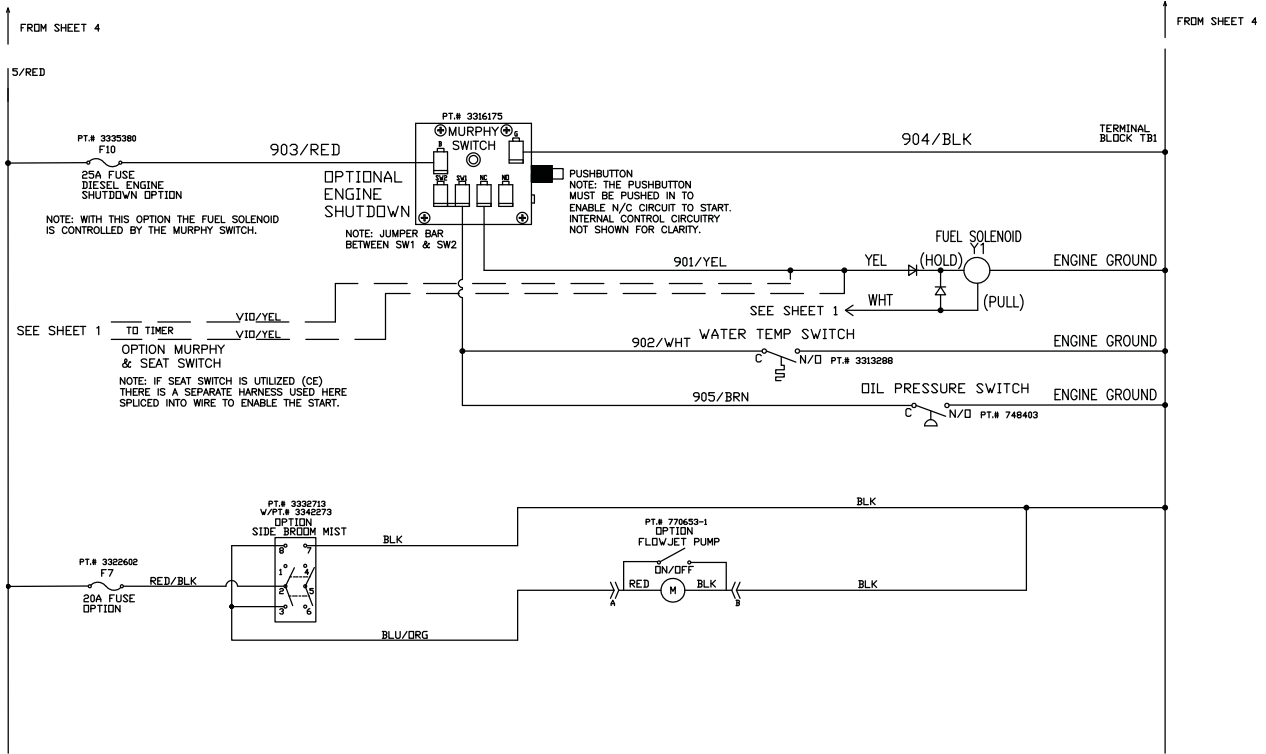 FROM SHEET 4
FROM SHEET 4
5/RED
PT.# 3335380
F10
25A FUSE
DIESEL ENGINE
SHUTDOWN OPTION
903/RED
NOTE: WITH THIS OPTION THE FUEL SOLENOID
IS CONTROLLED BY THE MURPHY SWITCH.
OPTIONAL
ENGINE
SHUTDOWN
PT.# 3316175
MURPHY
SWITCH
B
G
SW2
SW1
NC
NO
NOTE: JUMPER BAR
BETWEEN SW1 & SW2
PUSHBUTTON
NOTE: THE PUSHBUTTON
MUST BE PUSHED IN TO
ENABLE N/C CIRCUIT TO START.
INTERNAL CONTROL CIRCUITRY
NOT SHOWN FOR CLARITY.
904/BLK
TERMINAL
BLOCK TB1
901/YEL
YEL
(HOLD)
FUEL SOLENOID
Y1
ENGINE GROUND
SEE SHEET 1
WHT
(PULL)
SEE SHEET 1
TO TIMER
VIO/YEL
VIO/YEL
OPTION MURPHY
& SEAT SWITCH
NOTE: IF SEAT SWITCH IS UTILIZED (CE)
THERE IS A SEPARATE HARNESS USED HERE
SPLICED INTO WIRE TO ENABLE THE START.
902/WHT
WATER TEMP SWITCH
C
N/O PT.# 3313288
ENGINE GROUND
905/BRN
OIL PRESSURE SWITCH
C
N/O PT.# 748403
ENGINE GROUND
PT.# 3332713
W/PT.# 3342273
OPTION
SIDE BROOM MIST
8
7
1
4
2
5
3
6
BLK
BLK
PT.# 3322602
F7
20A FUSE
OPTION
RED/BLK
BLU/ORG
PT.# 770653-1
OPTION
FLOWJET PUMP
ON/OFF
A
RED
M
BLK
B
BLK